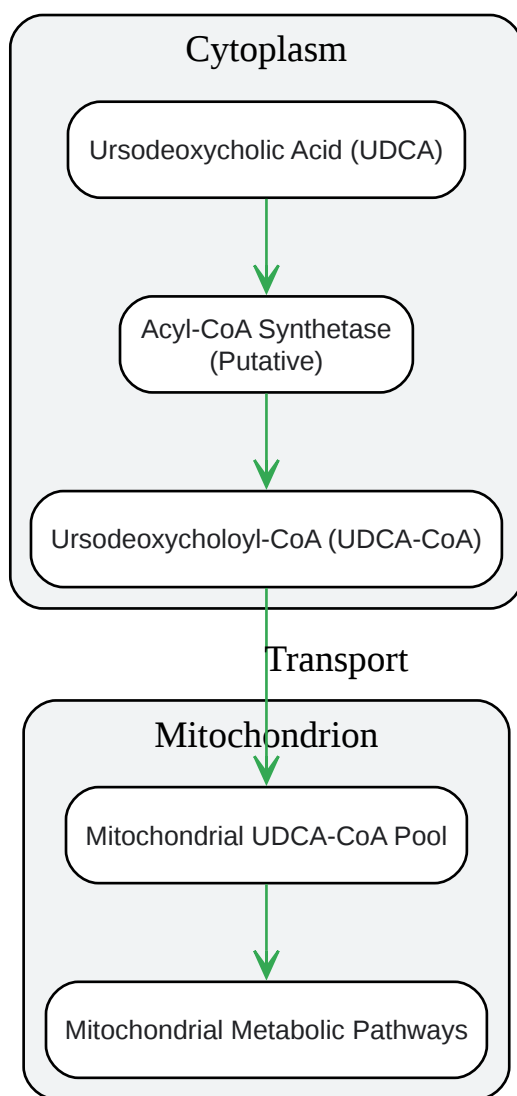 Cytoplasm
Ursodeoxycholic Acid (UDCA)
Acyl-CoA Synthetase
(Putative)
Ursodeoxycholoyl-CoA (UDCA-CoA)
Transport
Mitochondrion
Mitochondrial UDCA-CoA Pool
Mitochondrial Metabolic Pathways